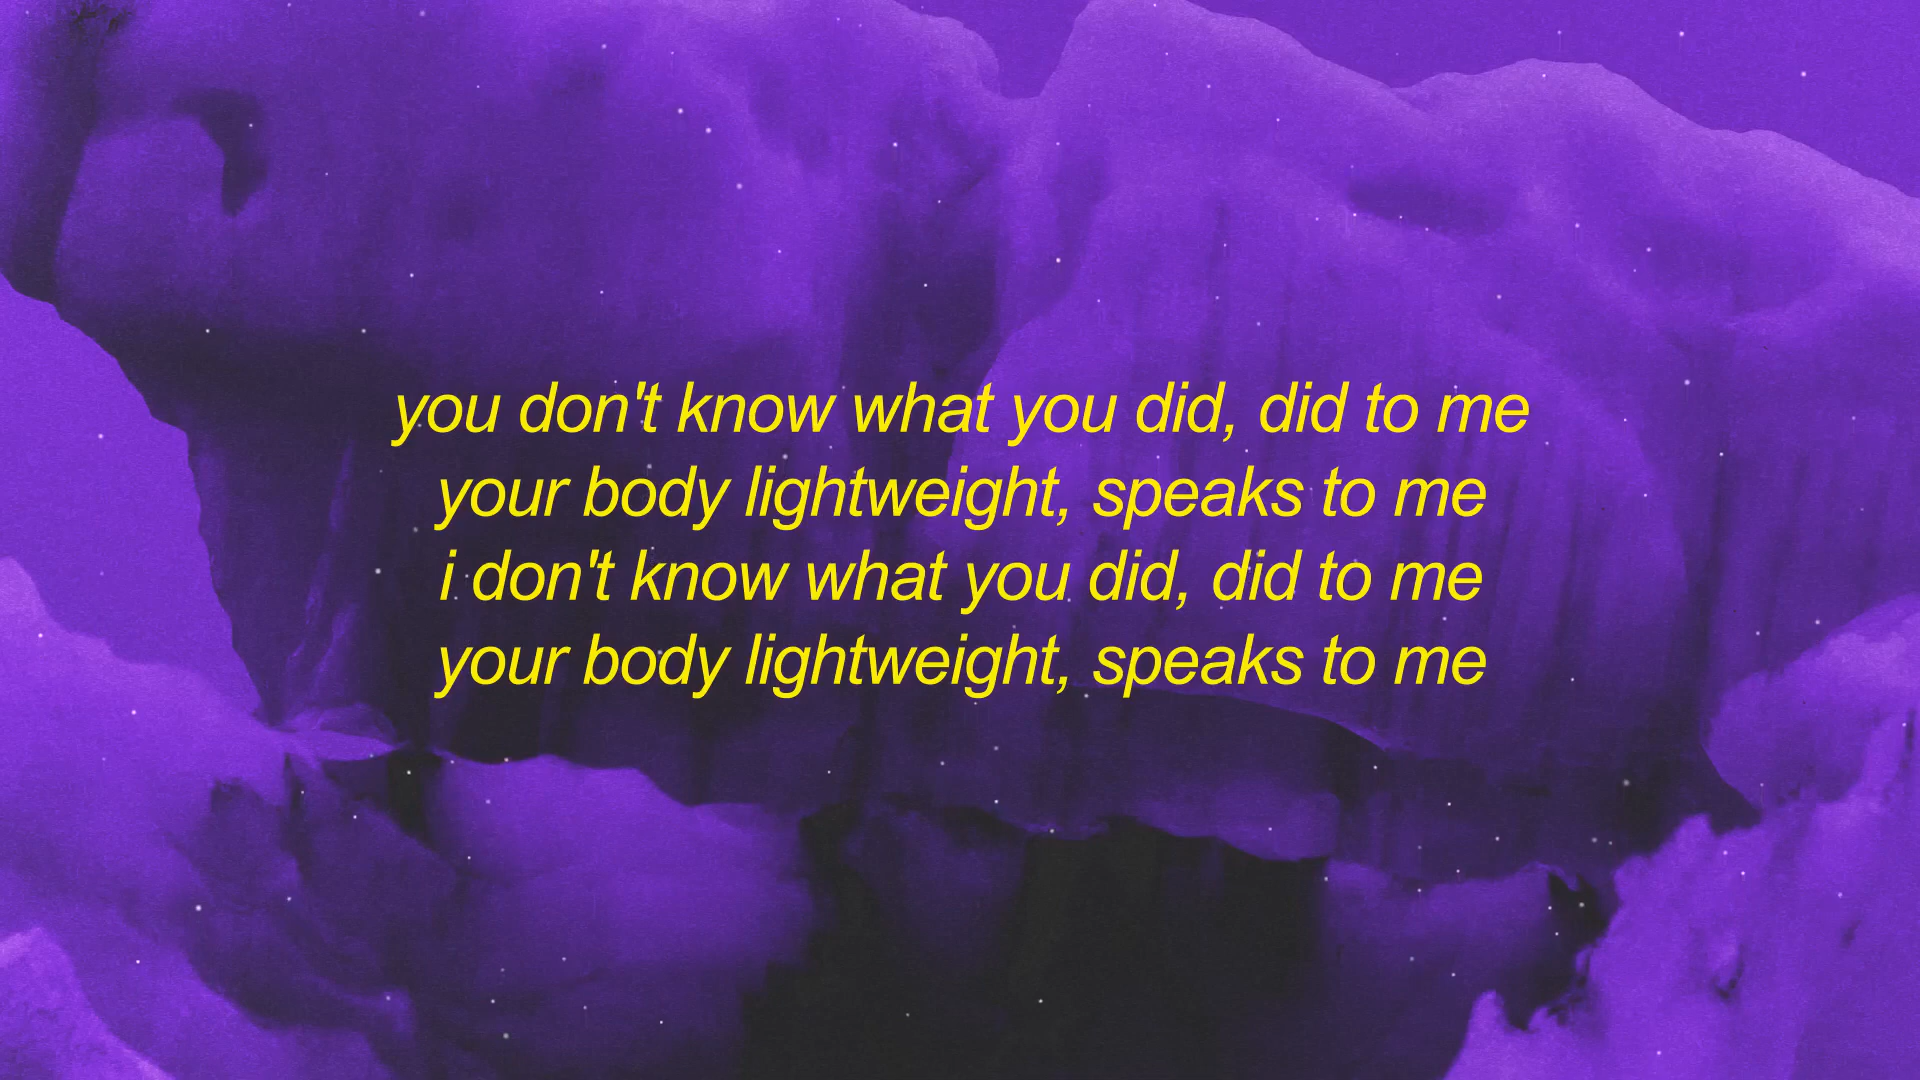 you don't know what you did, did to me
your body lightweight, speaks to me
i don't know what you did, did to me
your body lightweight, speaks to me